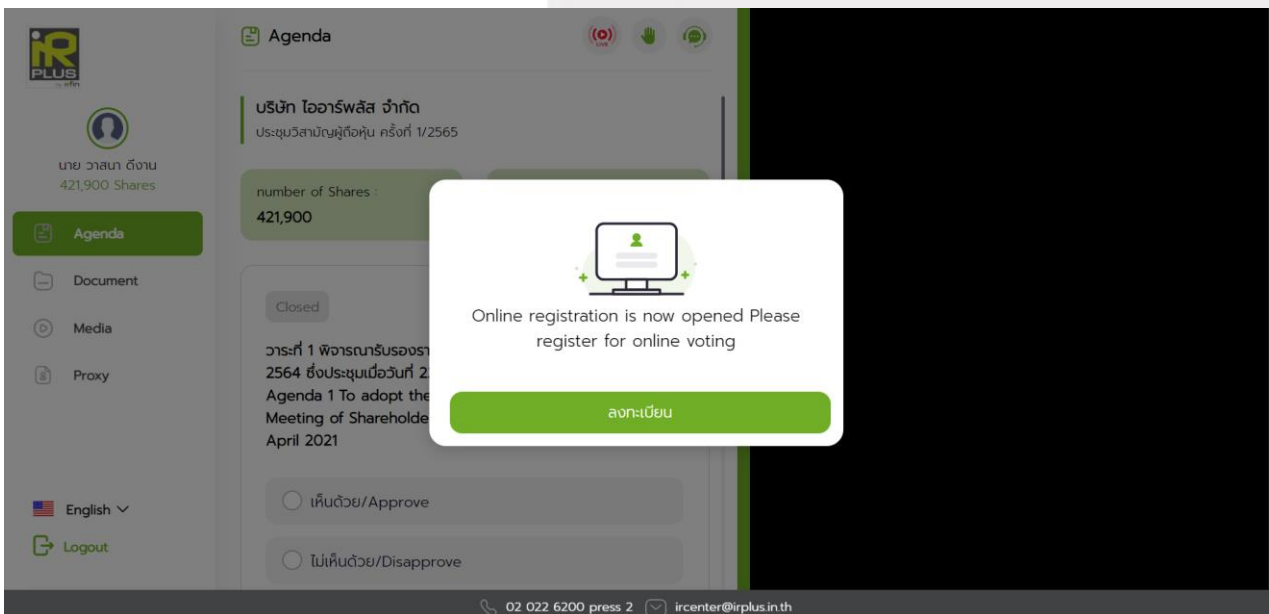 iR
PLUS
by efin
นาย วาสนา ดีงาน
421,900 Shares
Agenda
Document
Media
Proxy
English
Logout
Agenda
LIVE
บริษัท ไออาร์พลัส จำกัด
ประชุมวิสามัญผู้ถือหุ้น ครั้งที่ 1/2565
number of Shares :
421,900
Closed
วาระที่ 1 พิจารณารับรองรา
2564 ซึ่งประชุมเมื่อวันที่ 2
Agenda 1 To adopt the
Meeting of Shareholde
April 2021
เห็นด้วย/Approve
ไม่เห็นด้วย/Disapprove
Online registration is now opened Please
register for online voting
ลงทะเบียน
02 022 6200 press 2 ircenter@irplus.in.th